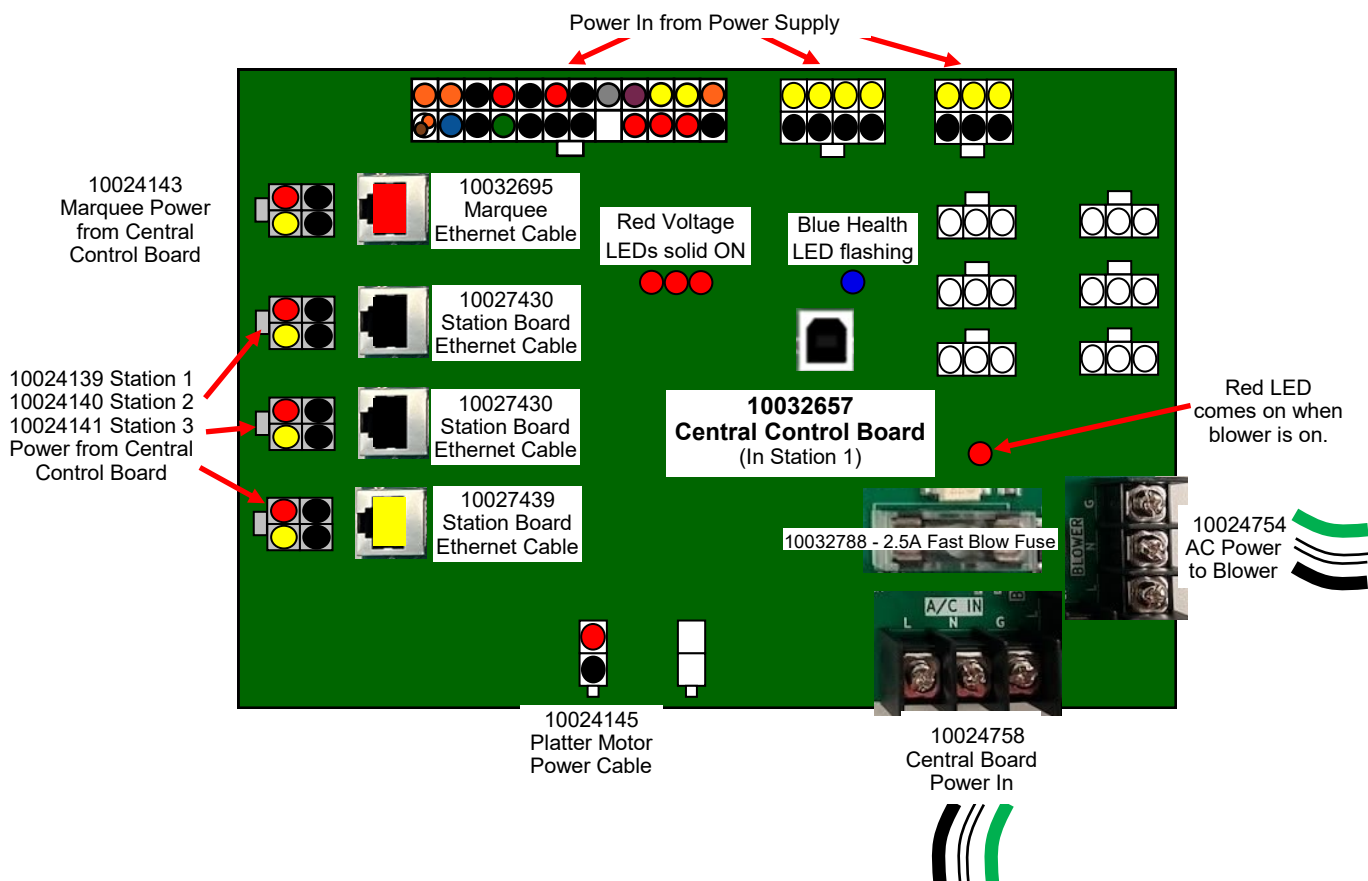 Power In from Power Supply
10024143
Marquee Power
from Central
Control Board
10032695
Marquee
Ethernet Cable
Red Voltage
LEDs solid ON
Blue Health
LED flashing
10027430
Station Board
Ethernet Cable
10024139 Station 1
10024140 Station 2
10024141 Station 3
Power from Central
Control Board
10027430
Station Board
Ethernet Cable
10032657
Central Control Board
(In Station 1)
Red LED
comes on when
blower is on.
10027439
Station Board
Ethernet Cable
10032788 - 2.5A Fast Blow Fuse
BLOWER
G
N
L
10024754
AC Power
to Blower
A/C IN
L N G
10024145
Platter Motor
Power Cable
10024758
Central Board
Power In